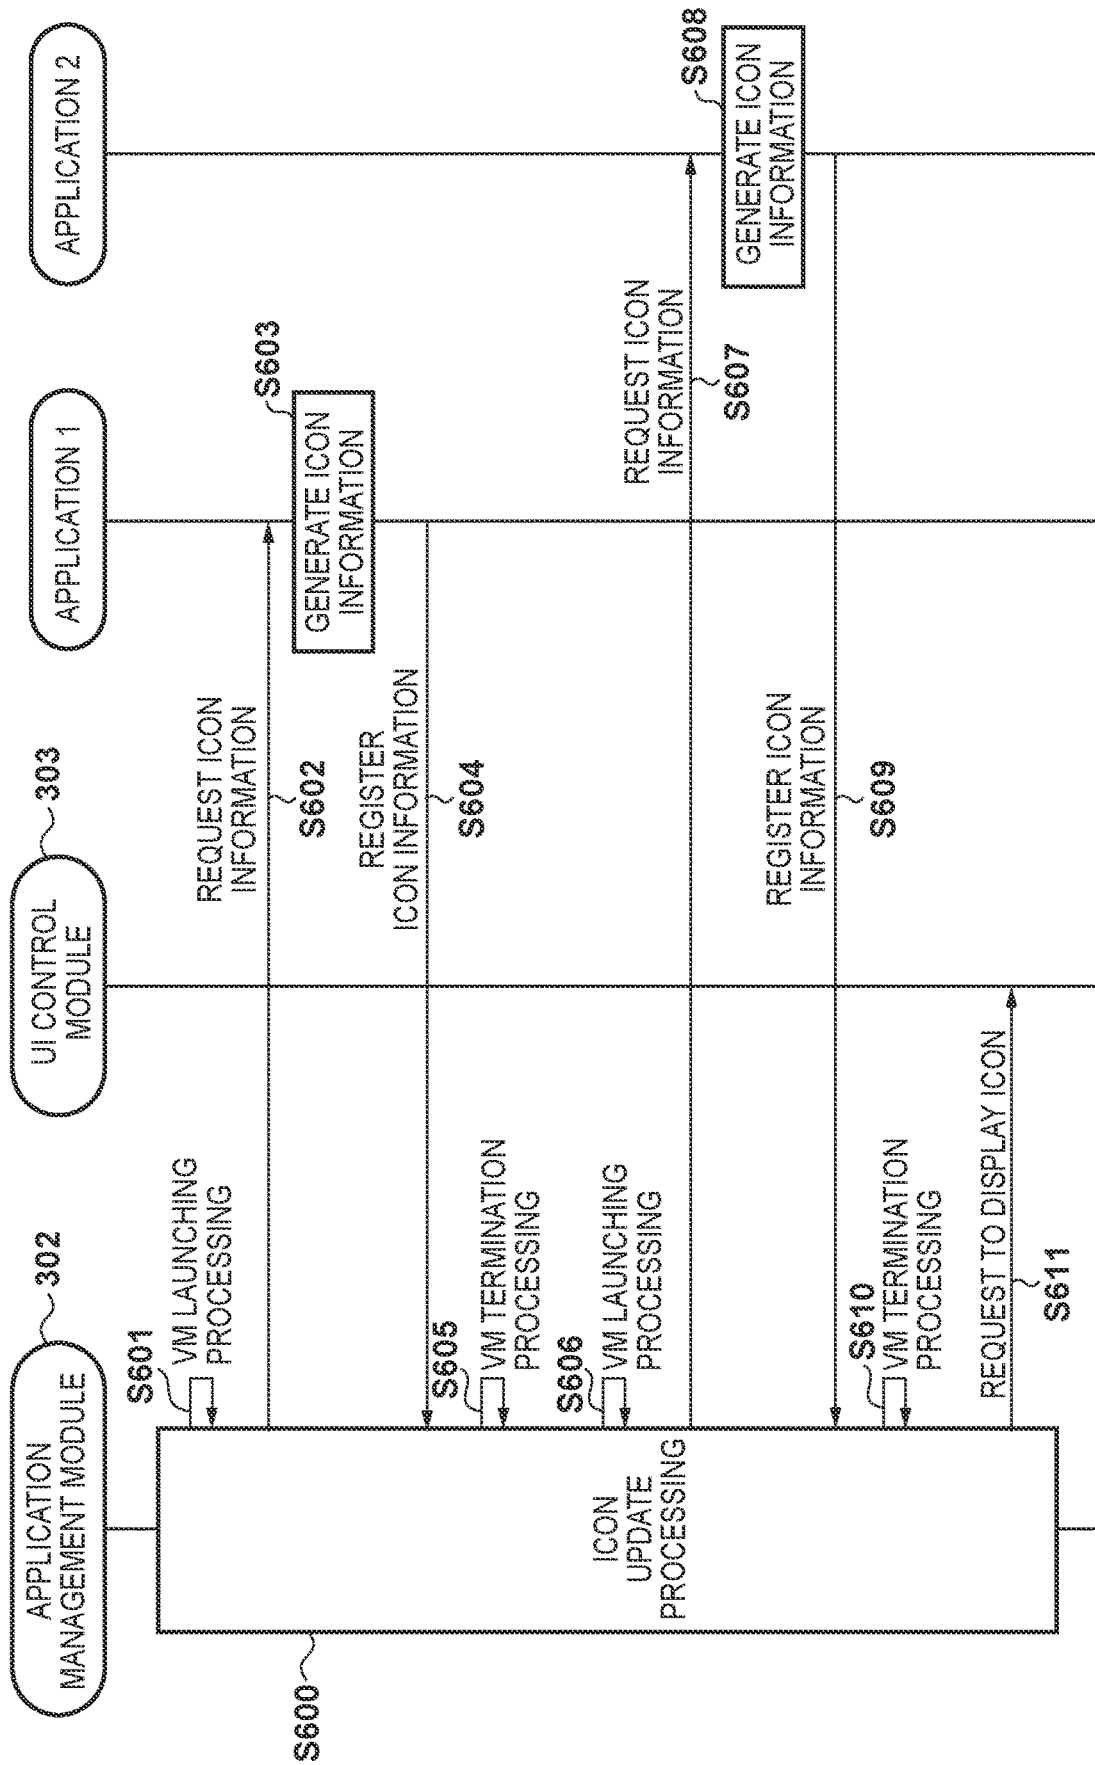 APPLICATION
MANAGEMENT MODULE
302
UI CONTROL
MODULE
303
APPLICATION 1
APPLICATION 2
S600
ICON
UPDATE
PROCESSING
S601
VM LAUNCHING
PROCESSING
REQUEST ICON
INFORMATION
S602
S603
GENERATE ICON
INFORMATION
REGISTER
ICON INFORMATION
S604
S605
VM TERMINATION
PROCESSING
S606
VM LAUNCHING
PROCESSING
REQUEST ICON
INFORMATION
S607
S608
GENERATE ICON
INFORMATION
REGISTER ICON
INFORMATION
S609
S610
VM TERMINATION
PROCESSING
REQUEST TO DISPLAY ICON
S611